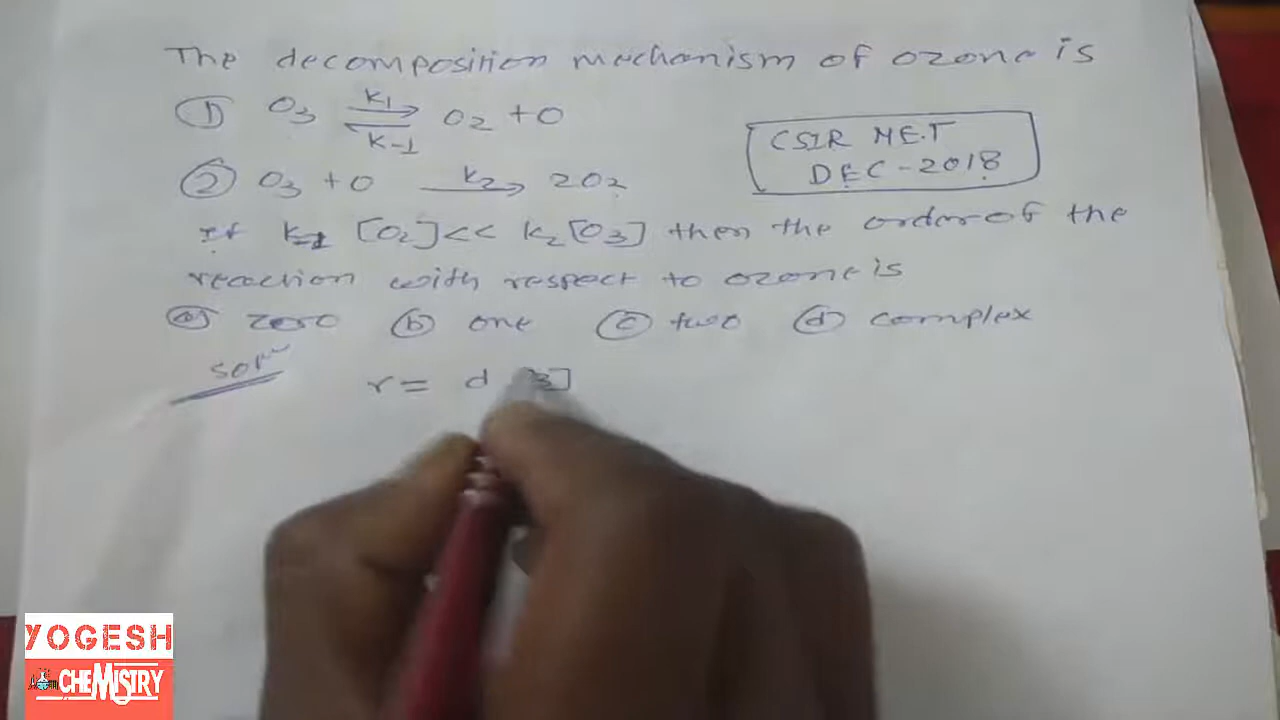 The decomposition mechanism of ozone is
① O3 ⇌ O2 + O
K1
K-1
② O3 + O → 2O2
K2
CSIR NET
DEC-2018
If K-1 [O2] << K2 [O3] then the order of the
reaction with respect to ozone is
ⓐ zero ⓑ one ⓒ two ⓓ complex
Solⁿ
r = d 3]
YOGESH
CHEMISTRY